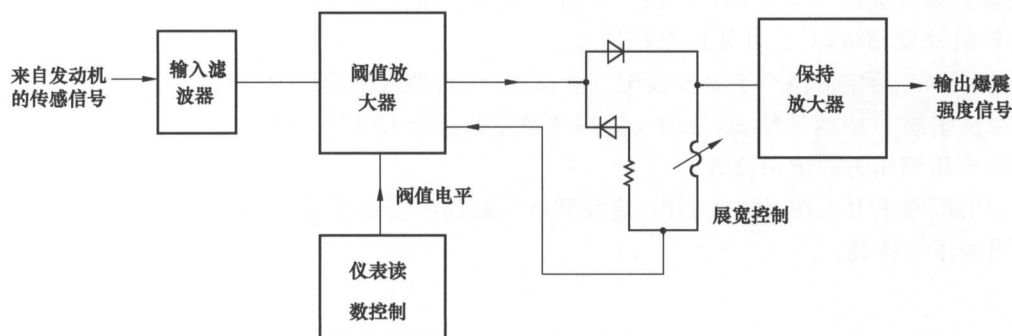 来自发动机
的传感信号
输入滤
波器
阈值放
大器
保持
放大器
输出爆震
强度信号
阀值电平
展宽控制
仪表读
数控制